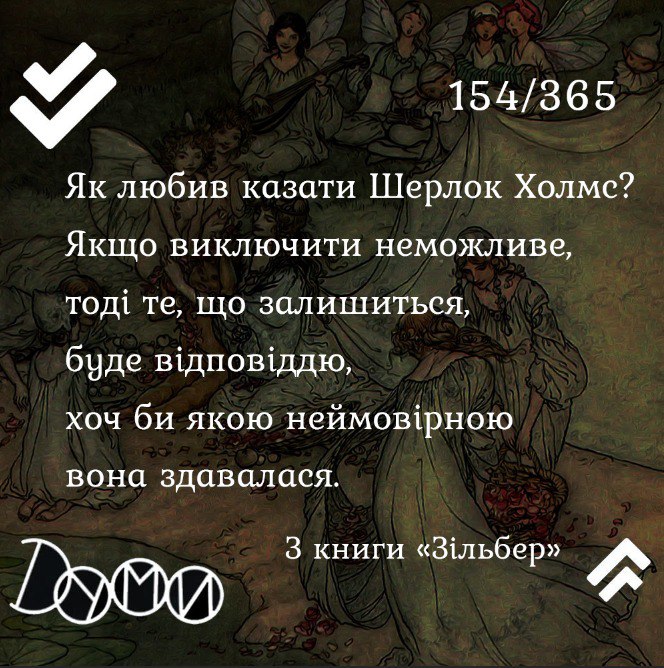 154/365
Як любив казати Шерлок Холмс?
Якщо виключити неможливе,
тоді те, що залишиться,
буде відповіддю,
хоч би якою неймовірною
вона здавалася.
З книги «Зільбер»
Думи